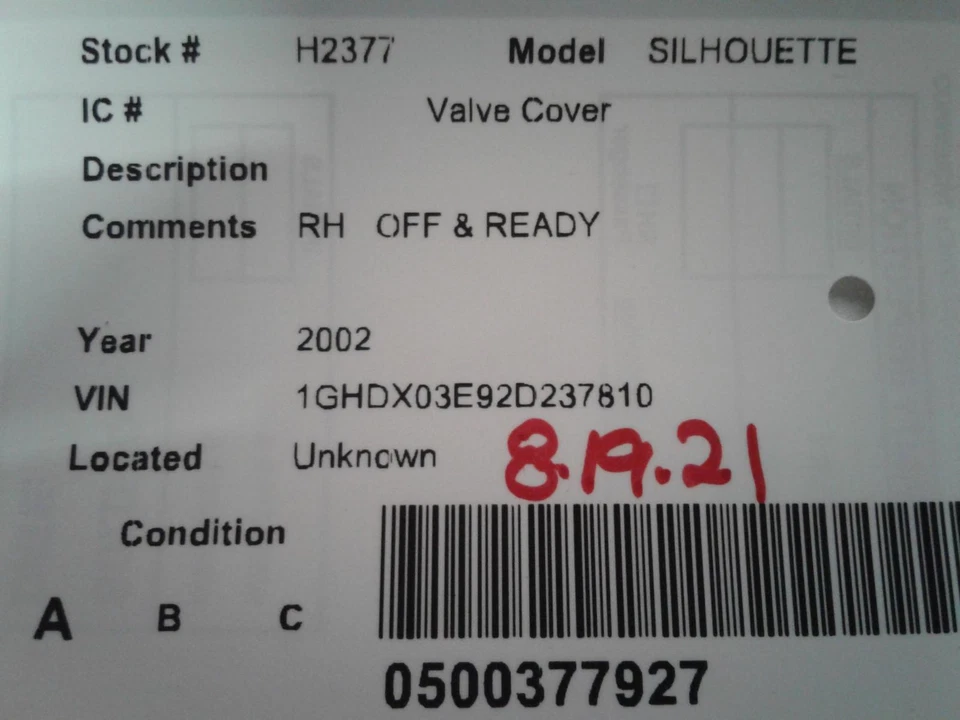 Stock # H2377 Model SILHOUETTE
IC # Valve Cover
Description
Comments RH OFF & READY
Year 2002
VIN 1GHDX03E92D237810
Located Unknown 8.19.21
Condition
A B C
0500377927